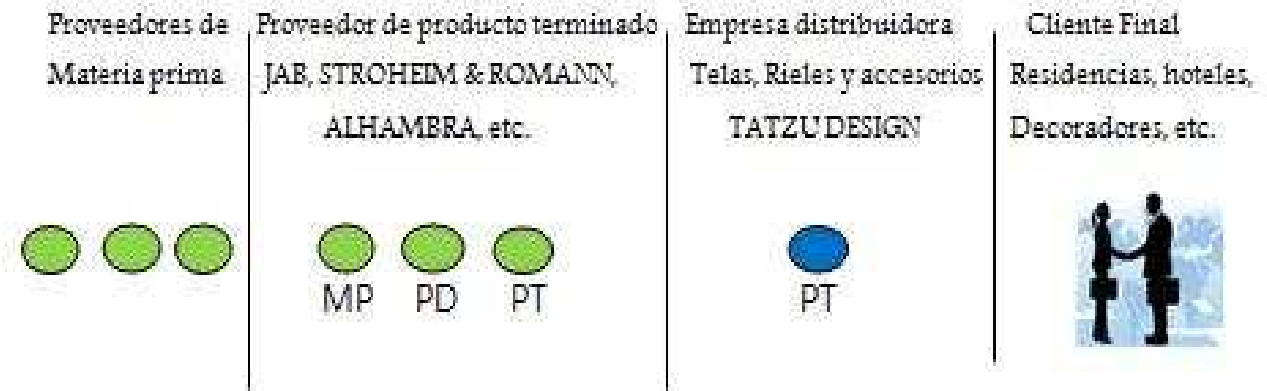 Proveedores de
Materia prima
Proveedor de producto terminado
JAB, STROHEIM & ROMANN,
ALHAMBRA, etc.
Empresa distribuidora
Telas, Rieles y accesorios
TATZU DESIGN
Cliente Final
Residencias, hoteles,
Decoradores, etc.
MP PD PT
PT